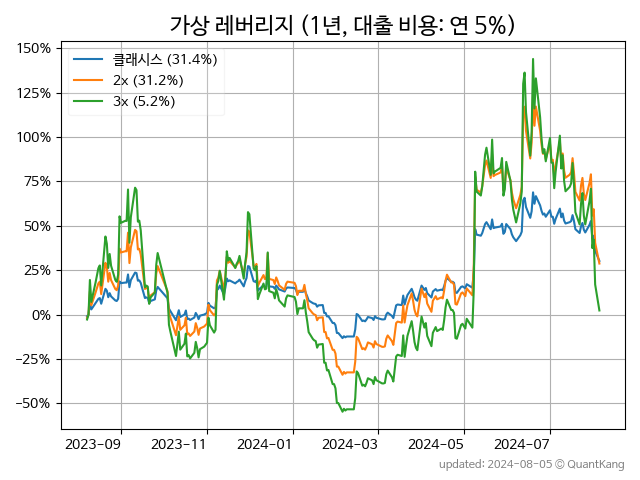 가상 레버리지 (1년, 대출 비용: 연 5%)
150%
125%
100%
75%
50%
25%
0%
−25%
−50%
클래시스 (31.4%)
2x (31.2%)
3x (5.2%)
2023-09 2023-11 2024-01 2024-03 2024-05 2024-07
updated: 2024-08-05 © QuantKang